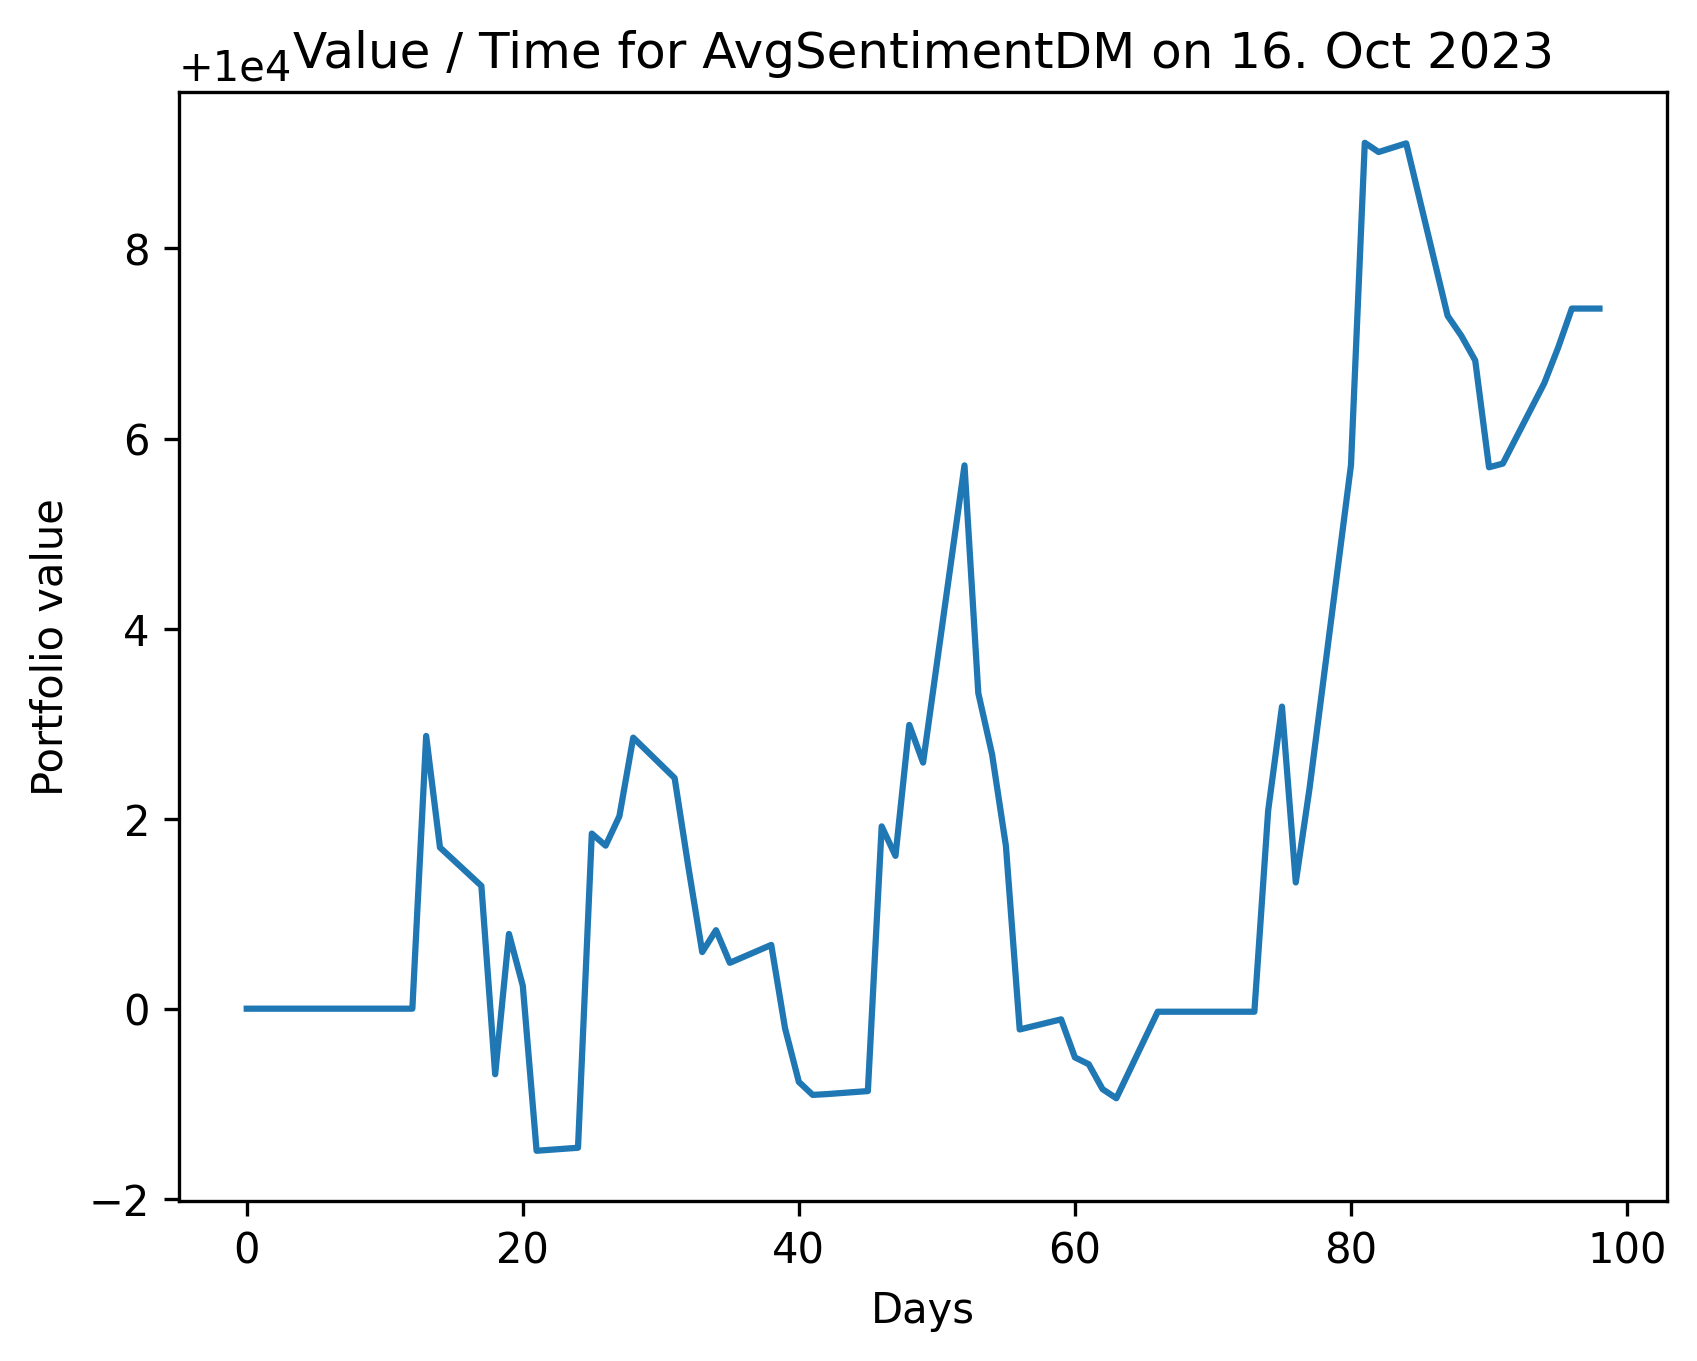 Value / Time for AvgSentimentDM on 16. Oct 2023
+1e4
8
6
4
2
0
−2
Portfolio value
0 20 40 60 80 100
Days